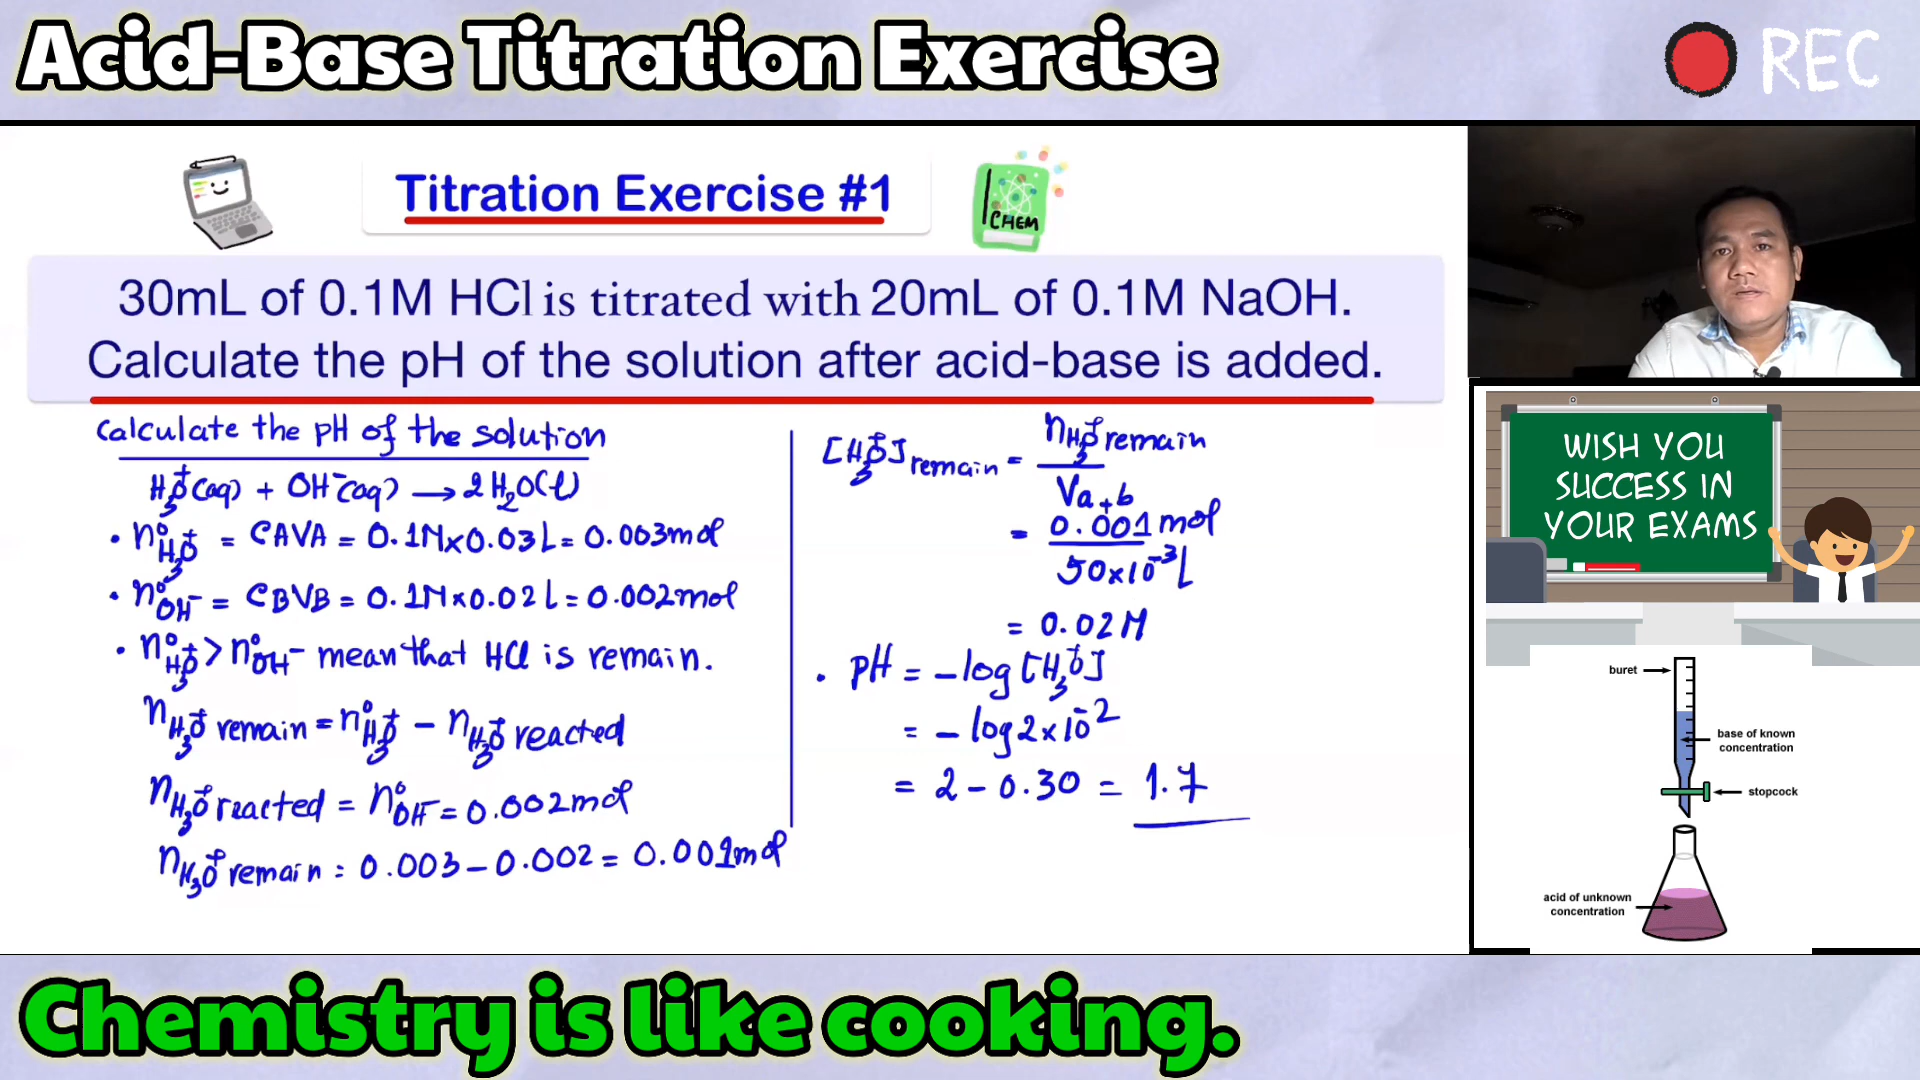 Acid-Base Titration Exercise
REC
Titration Exercise #1
CHEM
30mL of 0.1M HCl is titrated with 20mL of 0.1M NaOH.
Calculate the pH of the solution after acid-base is added.
Calculate the pH of the solution
H₃O⁺(aq) + OH⁻(aq) → 2H₂O(l)
• n°H₃O⁺ = CAVA = 0.1M×0.03L = 0.003mol
• n°OH⁻ = CBVB = 0.1M×0.02L = 0.002mol
• n°H₃O⁺ > n°OH⁻ mean that HCl is remain.
nH₃O⁺ remain = n°H₃O⁺ − nH₃O⁺ reacted
nH₃O⁺ reacted = n°OH⁻ = 0.002mol
nH₃O⁺ remain = 0.003 − 0.002 = 0.001mol
[H₃O⁺] remain = nH₃O⁺ remain
Va+b
= 0.001 mol
50×10⁻³L
= 0.02M
• pH = −log[H₃O⁺]
= −log2×10⁻²
= 2 − 0.30 = 1.7
WISH YOU
SUCCESS IN
YOUR EXAMS
buret
base of known
concentration
stopcock
acid of unknown
concentration
Chemistry is like cooking.